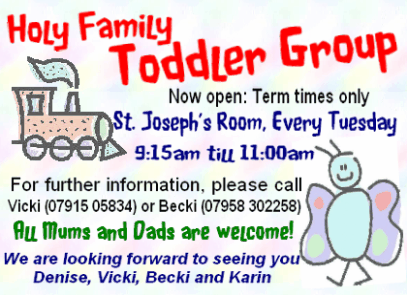 Holy Family
Toddler Group
Now open: Term times only
St. Joseph's Room, Every Tuesday
9:15am till 11:00am
For further information, please call
Vicki (07915 05834) or Becki (07958 302258)
All Mums and Dads are welcome!
We are looking forward to seeing you
Denise, Vicki, Becki and Karin